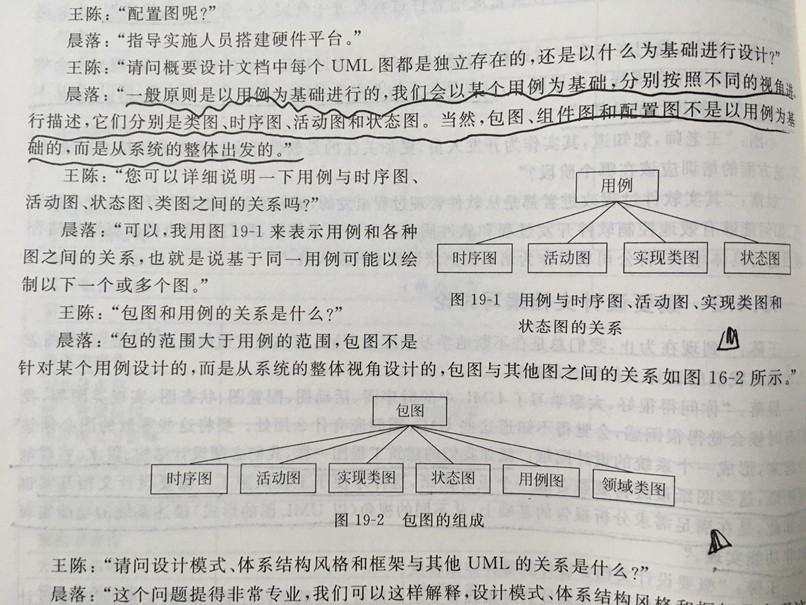 王陈：“配置图呢？”
晨落：“指导实施人员搭建硬件平台。”
王陈：“请问概要设计文档中每个 UML 图都是独立存在的，还是以什么为基础进行设计？”
晨落：“一般原则是以用例为基础进行的，我们会以某个用例为基础，分别按照不同的视角进
行描述，它们分别是类图、时序图、活动图和状态图。当然，包图、组件图和配置图不是以用例为基
础的，而是从系统的整体出发的。”
王陈：“您可以详细说明一下用例与时序图、
活动图、状态图、类图之间的关系吗？”
晨落：“可以，我用图 19-1 来表示用例和各种
图之间的关系，也就是说基于同一用例可能以绘
制以下一个或多个图。”
王陈：“包图和用例的关系是什么？”
晨落：“包的范围大于用例的范围，包图不是
用例
时序图 活动图 实现类图 状态图
图 19-1 用例与时序图、活动图、实现类图和
状态图的关系
针对某个用例设计的，而是从系统的整体视角设计的，包图与其他图之间的关系如图 16-2 所示。”
包图
时序图 活动图 实现类图 状态图 用例图 领域类图
图 19-2 包图的组成
王陈：“请问设计模式、体系结构风格和框架与其他 UML 的关系是什么？”
晨落：“这个问题提得非常专业，我们可以这样解释，设计模式、体系结构风格和框